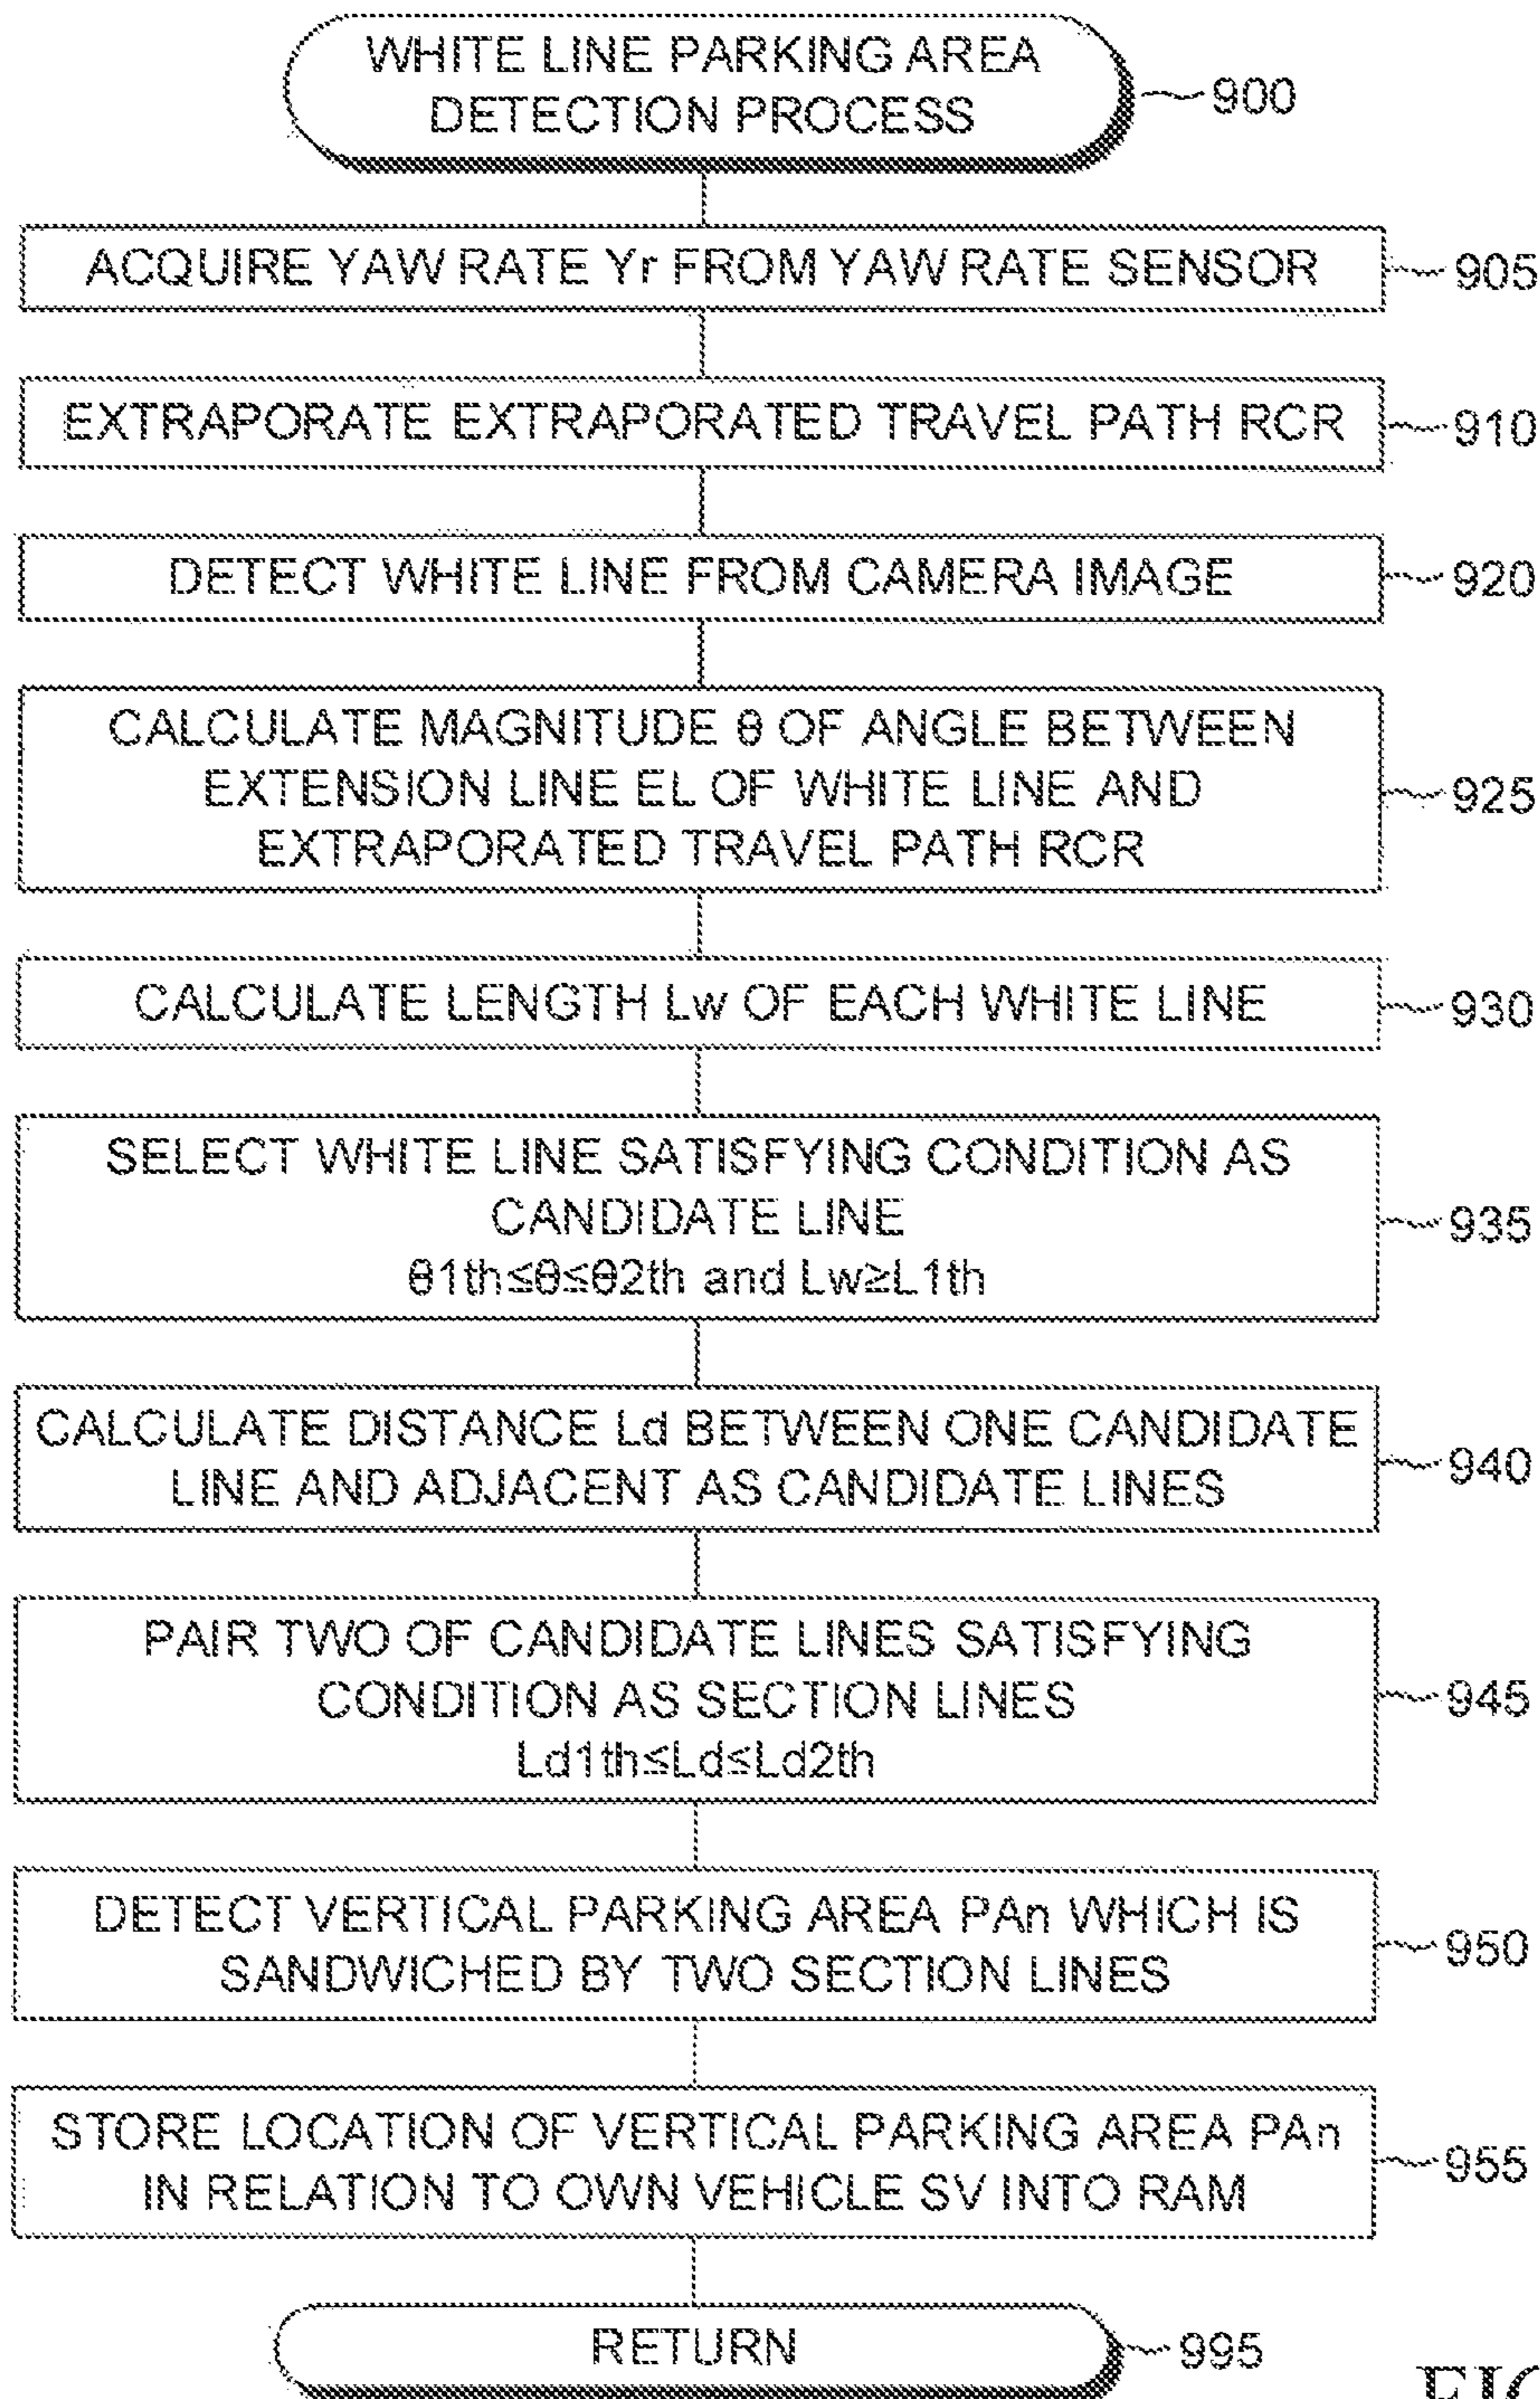 WHITE LINE PARKING AREA
DETECTION PROCESS
900
ACQUIRE YAW RATE Yr FROM YAW RATE SENSOR
905
EXTRAPORATE EXTRAPORATED TRAVEL PATH RCR
910
DETECT WHITE LINE FROM CAMERA IMAGE
920
CALCULATE MAGNITUDE θ OF ANGLE BETWEEN
EXTENSION LINE EL OF WHITE LINE AND
EXTRAPORATED TRAVEL PATH RCR
925
CALCULATE LENGTH Lw OF EACH WHITE LINE
930
SELECT WHITE LINE SATISFYING CONDITION AS
CANDIDATE LINE
θ1th≤θ≤θ2th and Lw≥L1th
935
CALCULATE DISTANCE Ld BETWEEN ONE CANDIDATE
LINE AND ADJACENT AS CANDIDATE LINES
940
PAIR TWO OF CANDIDATE LINES SATISFYING
CONDITION AS SECTION LINES
Ld1th≤Ld≤Ld2th
945
DETECT VERTICAL PARKING AREA PAn WHICH IS
SANDWICHED BY TWO SECTION LINES
950
STORE LOCATION OF VERTICAL PARKING AREA PAn
IN RELATION TO OWN VEHICLE SV INTO RAM
955
RETURN
995